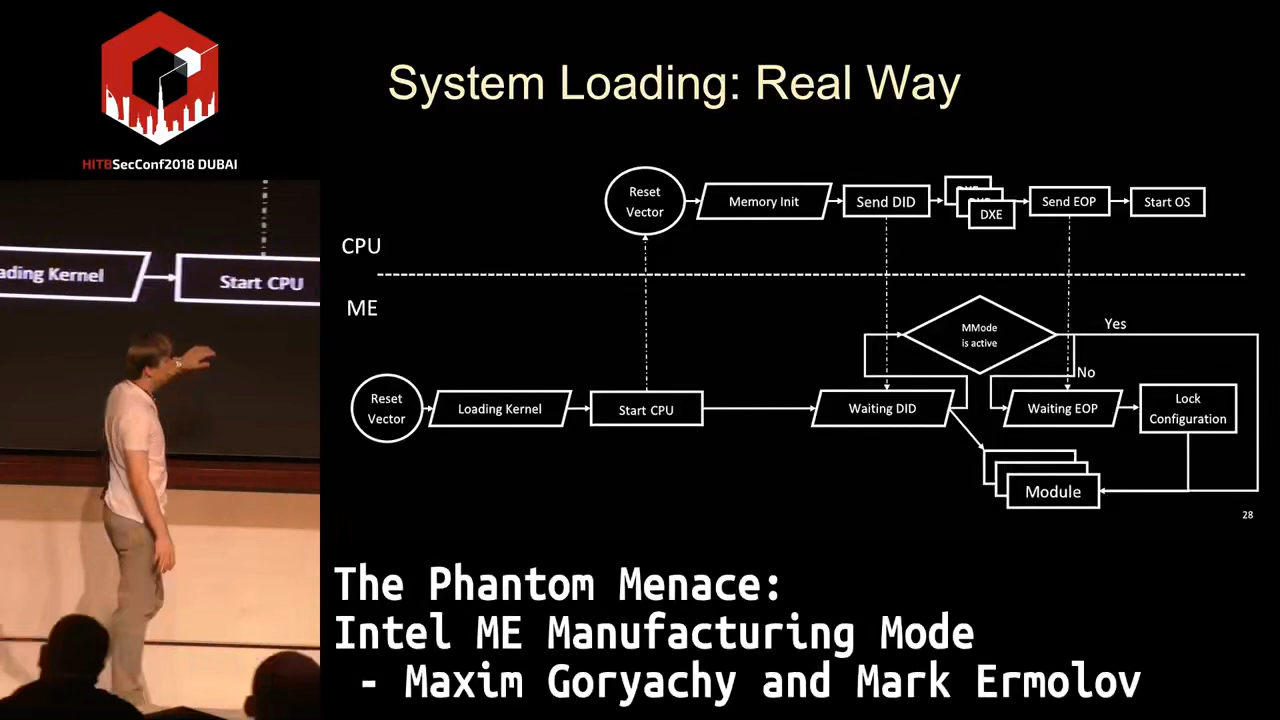 HITBSecConf2018 DUBAI
ading Kernel
Start CPU
System Loading: Real Way
Reset
Vector
Memory Init
Send DID
DXE
DXE
DXE
Send EOP
Start OS
CPU
ME
MMode
is active
Yes
No
Reset
Vector
Loading Kernel
Start CPU
Waiting DID
Waiting EOP
Lock
Configuration
Module
28
The Phantom Menace:
Intel ME Manufacturing Mode
- Maxim Goryachy and Mark Ermolov